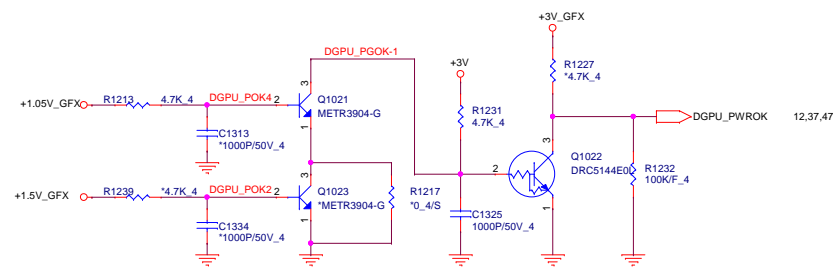 +3V_GFX
DGPU_PGOK-1
+3V
R1227
*4.7K_4
+1.05V_GFX
R1213
4.7K_4
DGPU_POK4
2
3
1
Q1021
METR3904-G
C1313
*1000P/50V_4
R1231
4.7K_4
DGPU_PWROK
12,37,47
2
3
1
Q1022
DRC5144E0L
R1232
100K/F_4
+1.5V_GFX
R1239
*4.7K_4
DGPU_POK2
2
3
1
Q1023
*METR3904-G
R1217
*0_4/S
C1334
*1000P/50V_4
C1325
1000P/50V_4